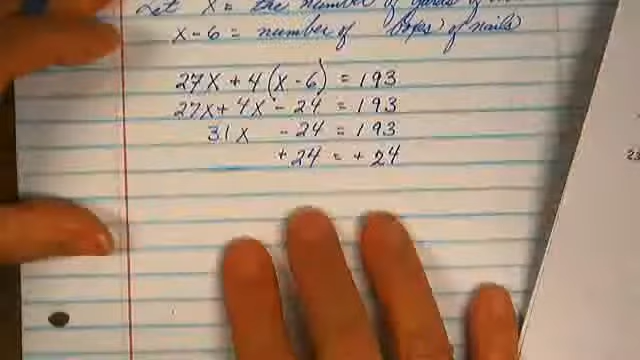 Let x = the number of
x - 6 = number of boxes of nails
27x + 4(x - 6) = 193
27x + 4x - 24 = 193
31x - 24 = 193
+ 24 = + 24
23